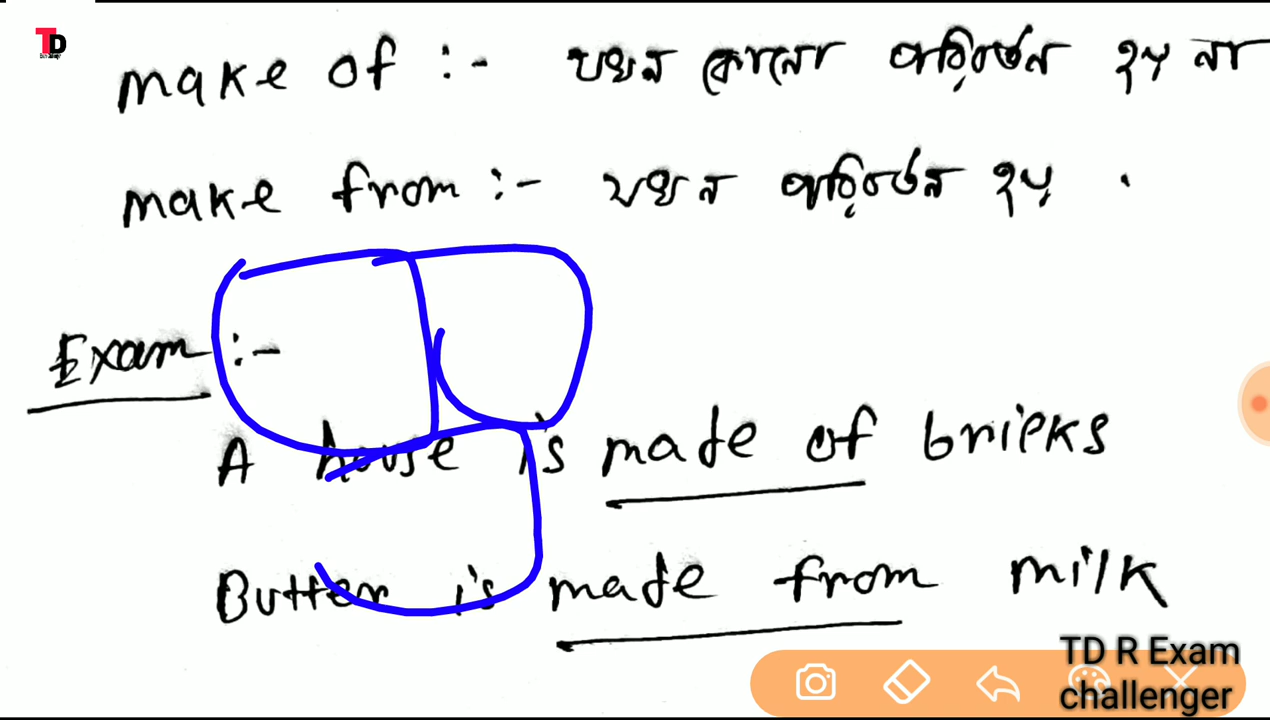 TD
make of :- যখন কোনো পরিবর্তন হয় না
make from :- যখন পরিবর্তন হয়.
Exam :-
A house is made of bricks
Butter is made from milk
TD R Exam
challenger